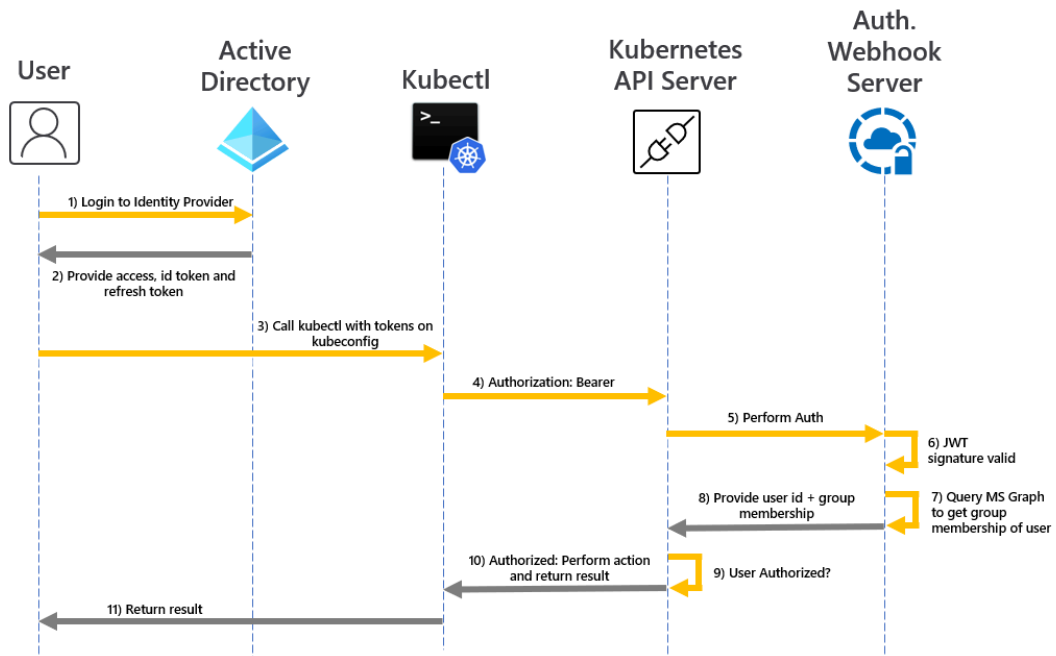 User
Active
Directory
Kubectl
Kubernetes
API Server
Auth.
Webhook
Server
>_
1) Login to Identity Provider
2) Provide access, id token and
refresh token
3) Call kubectl with tokens on
kubeconfig
4) Authorization: Bearer
5) Perform Auth
6) JWT
signature valid
7) Query MS Graph
to get group
membership of user
8) Provide user id + group
membership
9) User Authorized?
10) Authorized: Perform action
and return result
11) Return result